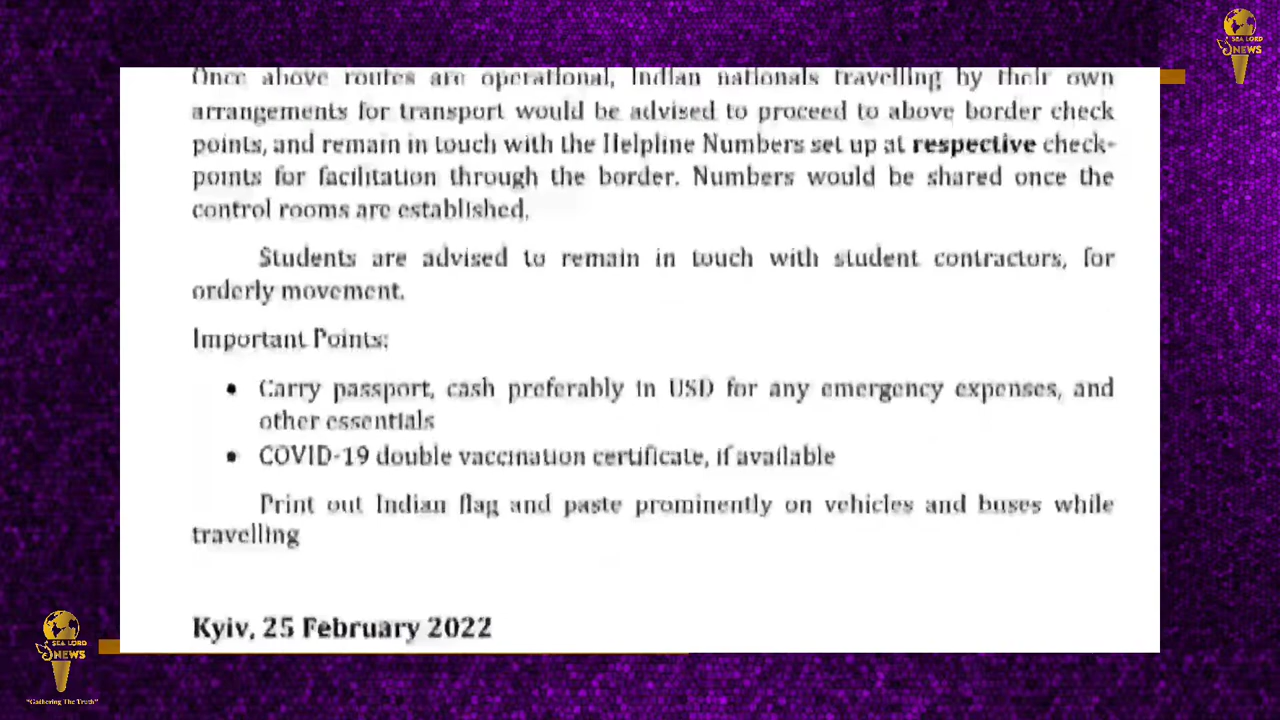 SEA LORD
NEWS
Once above routes are operational, Indian nationals travelling by their own
arrangements for transport would be advised to proceed to above border check
points, and remain in touch with the Helpline Numbers set up at respective check-
points for facilitation through the border. Numbers would be shared once the
control rooms are established.
Students are advised to remain in touch with student contractors, for
orderly movement.
Important Points:
• Carry passport, cash preferably in USD for any emergency expenses, and
other essentials
• COVID-19 double vaccination certificate, if available
Print out Indian flag and paste prominently on vehicles and buses while
travelling
Kyiv, 25 February 2022
SEA LORD
NEWS
"Gathering The Truth"